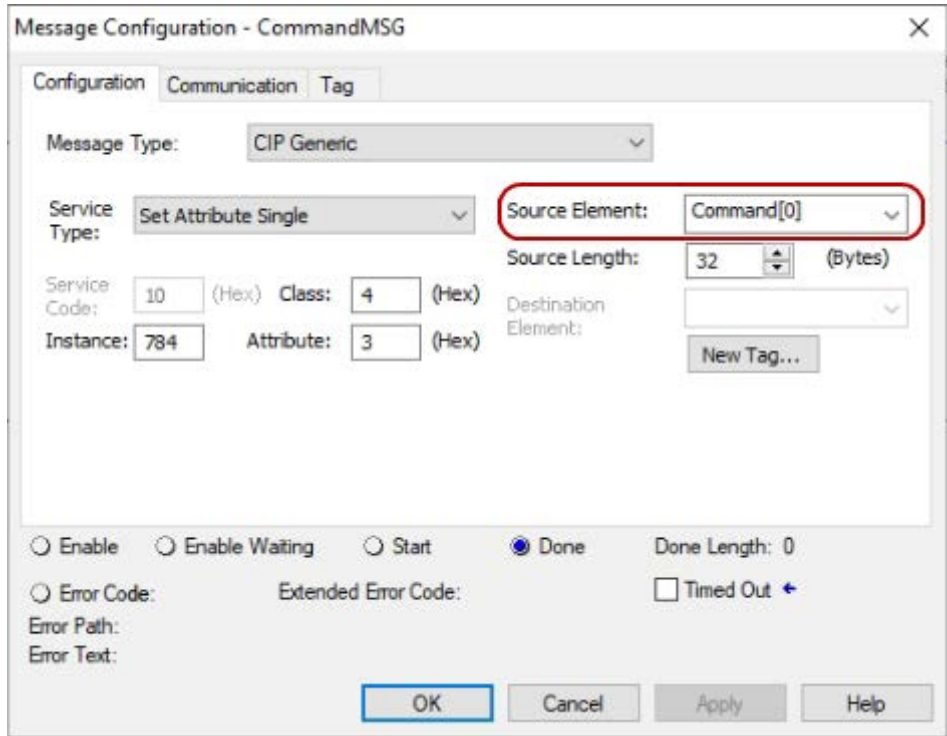 Message Configuration - CommandMSG
Configuration Communication Tag
Message Type: CIP Generic
Service Type: Set Attribute Single
Source Element: Command[0]
Source Length: 32 (Bytes)
Service Code: 10 (Hex) Class: 4 (Hex)
Destination Element:
Instance: 784 Attribute: 3 (Hex)
New Tag...
Enable Enable Waiting Start Done Done Length: 0
Error Code: Extended Error Code: Timed Out
Error Path:
Error Text:
OK Cancel Apply Help